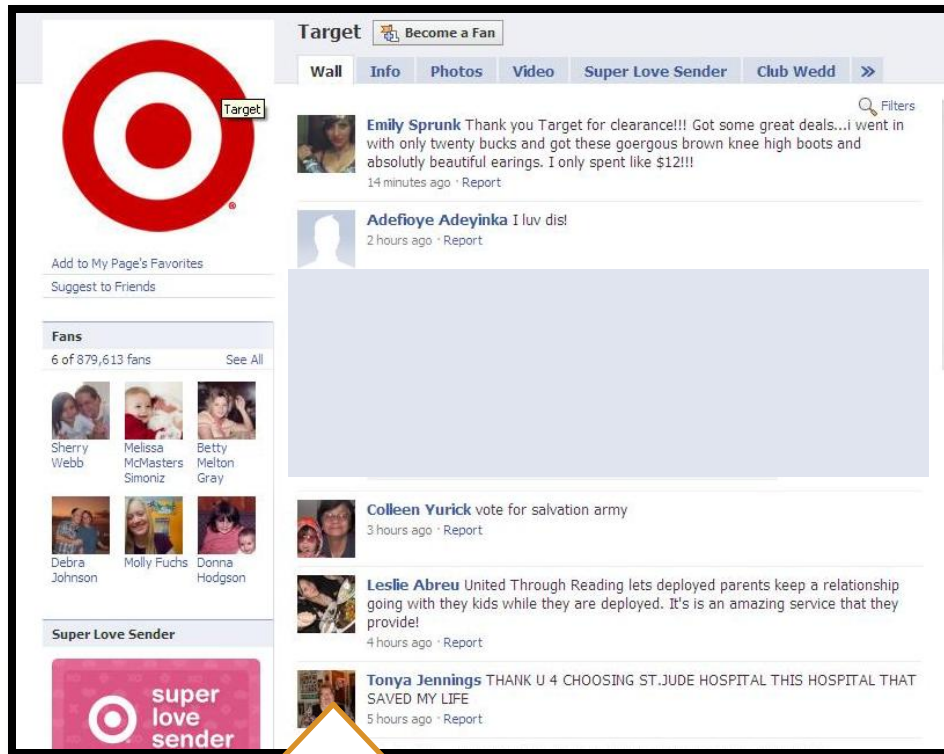 Target
Become a Fan
Wall Info Photos Video Super Love Sender Club Wedd »
Target
®
Filters
Emily Sprunk Thank you Target for clearance!!! Got some great deals...i went in
with only twenty bucks and got these goergous brown knee high boots and
absolutly beautiful earings. I only spent like $12!!!
14 minutes ago · Report
Adefioye Adeyinka I luv dis!
2 hours ago · Report
Add to My Page's Favorites
Suggest to Friends
Fans
6 of 879,613 fans See All
Sherry
Webb
Melissa
McMasters
Simoniz
Betty
Melton
Gray
Debra
Johnson
Molly Fuchs
Donna
Hodgson
Colleen Yurick vote for salvation army
3 hours ago · Report
Leslie Abreu United Through Reading lets deployed parents keep a relationship
going with they kids while they are deployed. It's is an amazing service that they
provide!
4 hours ago · Report
Tonya Jennings THANK U 4 CHOOSING ST.JUDE HOSPITAL THIS HOSPITAL THAT
SAVED MY LIFE
5 hours ago · Report
Super Love Sender
super
love
sender